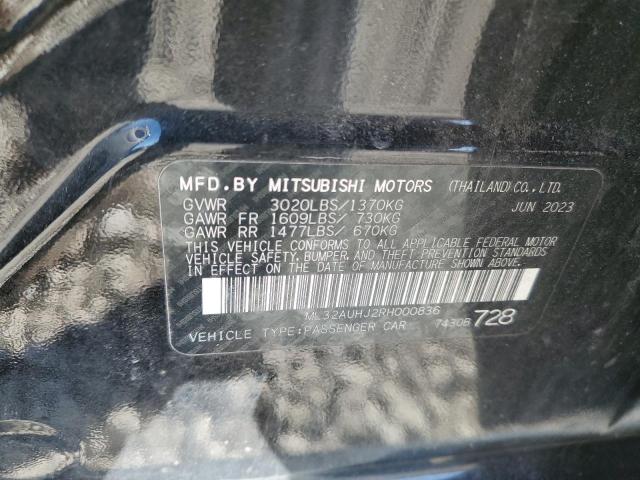 MFD.BY MITSUBISHI MOTORS (THAILAND)CO.,LTD.
GVWR 3020LBS/1370KG JUN 2023
GAWR FR 1609LBS/ 730KG
GAWR RR 1477LBS/ 670KG
THIS VEHICLE CONFORMS TO ALL APPLICABLE FEDERAL MOTOR
VEHICLE SAFETY, BUMPER, AND THEFT PREVENTION STANDARDS
IN EFFECT ON THE DATE OF MANUFACTURE SHOWN ABOVE.
ML32AUHJ2RH000836
VEHICLE TYPE:PASSENGER CAR 7430B 728